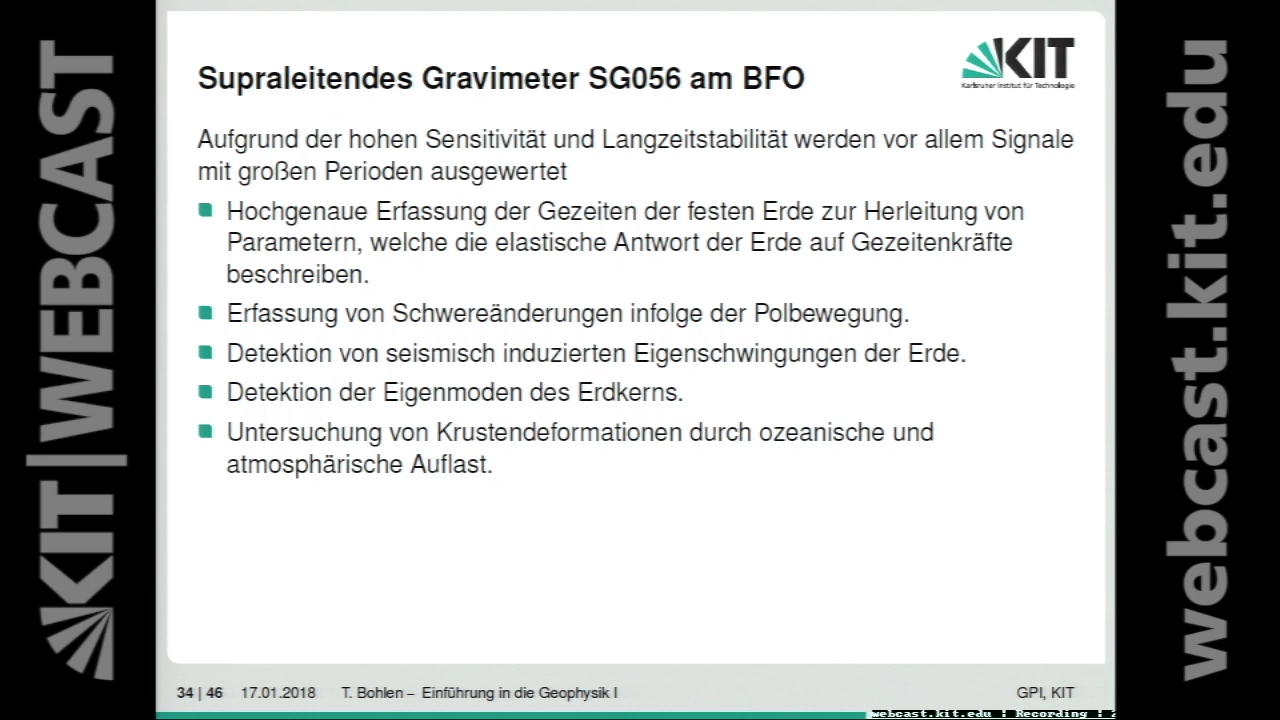 KIT|WEBCAST
KIT
Karlsruher Institut für Technologie
Supraleitendes Gravimeter SG056 am BFO
Aufgrund der hohen Sensitivität und Langzeitstabilität werden vor allem Signale
mit großen Perioden ausgewertet
Hochgenaue Erfassung der Gezeiten der festen Erde zur Herleitung von
Parametern, welche die elastische Antwort der Erde auf Gezeitenkräfte
beschreiben.
Erfassung von Schwereänderungen infolge der Polbewegung.
Detektion von seismisch induzierten Eigenschwingungen der Erde.
Detektion der Eigenmoden des Erdkerns.
Untersuchung von Krustendeformationen durch ozeanische und
atmosphärische Auflast.
34 | 46 17.01.2018 T. Bohlen – Einführung in die Geophysik I GPI, KIT
webcast.kit.edu : Recording :
webcast.kit.edu